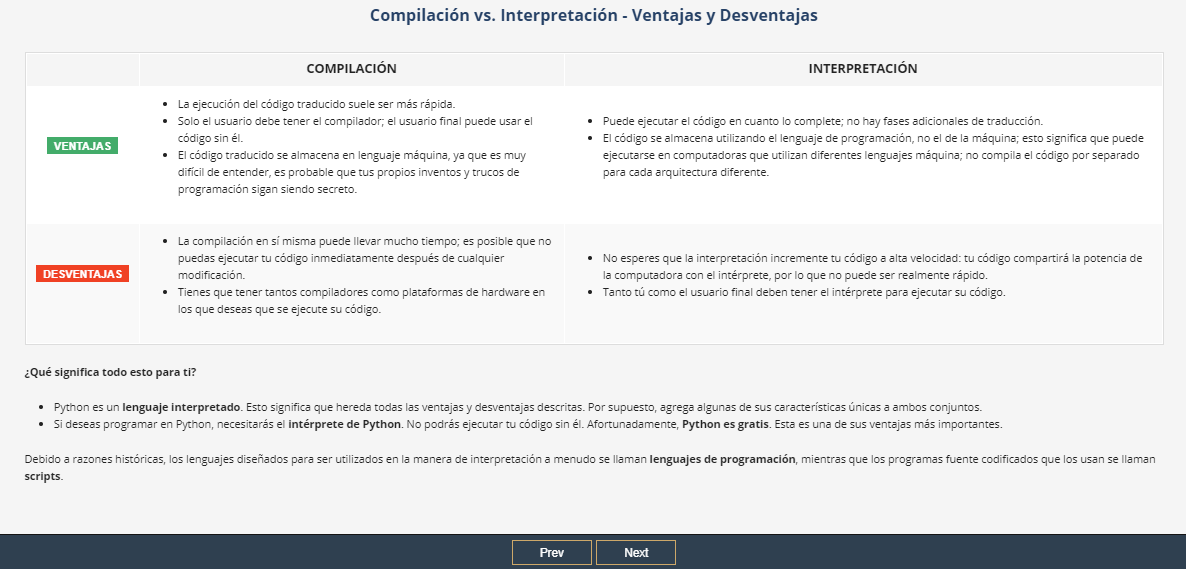 Compilación vs. Interpretación - Ventajas y Desventajas
COMPILACIÓN
INTERPRETACIÓN
VENTAJAS
La ejecución del código traducido suele ser más rápida.
Solo el usuario debe tener el compilador; el usuario final puede usar el
código sin él.
El código traducido se almacena en lenguaje máquina, ya que es muy
difícil de entender, es probable que tus propios inventos y trucos de
programación sigan siendo secreto.
Puede ejecutar el código en cuanto lo complete; no hay fases adicionales de traducción.
El código se almacena utilizando el lenguaje de programación, no el de la máquina; esto significa que puede
ejecutarse en computadoras que utilizan diferentes lenguajes máquina; no compila el código por separado
para cada arquitectura diferente.
DESVENTAJAS
La compilación en sí misma puede llevar mucho tiempo; es posible que no
puedas ejecutar tu código inmediatamente después de cualquier
modificación.
Tienes que tener tantos compiladores como plataformas de hardware en
los que deseas que se ejecute su código.
No esperes que la interpretación incremente tu código a alta velocidad: tu código compartirá la potencia de
la computadora con el intérprete, por lo que no puede ser realmente rápido.
Tanto tú como el usuario final deben tener el intérprete para ejecutar su código.
¿Qué significa todo esto para ti?
Python es un lenguaje interpretado. Esto significa que hereda todas las ventajas y desventajas descritas. Por supuesto, agrega algunas de sus características únicas a ambos conjuntos.
Si deseas programar en Python, necesitarás el intérprete de Python. No podrás ejecutar tu código sin él. Afortunadamente, Python es gratis. Esta es una de sus ventajas más importantes.
Debido a razones históricas, los lenguajes diseñados para ser utilizados en la manera de interpretación a menudo se llaman lenguajes de programación, mientras que los programas fuente codificados que los usan se llaman
scripts.
Prev
Next